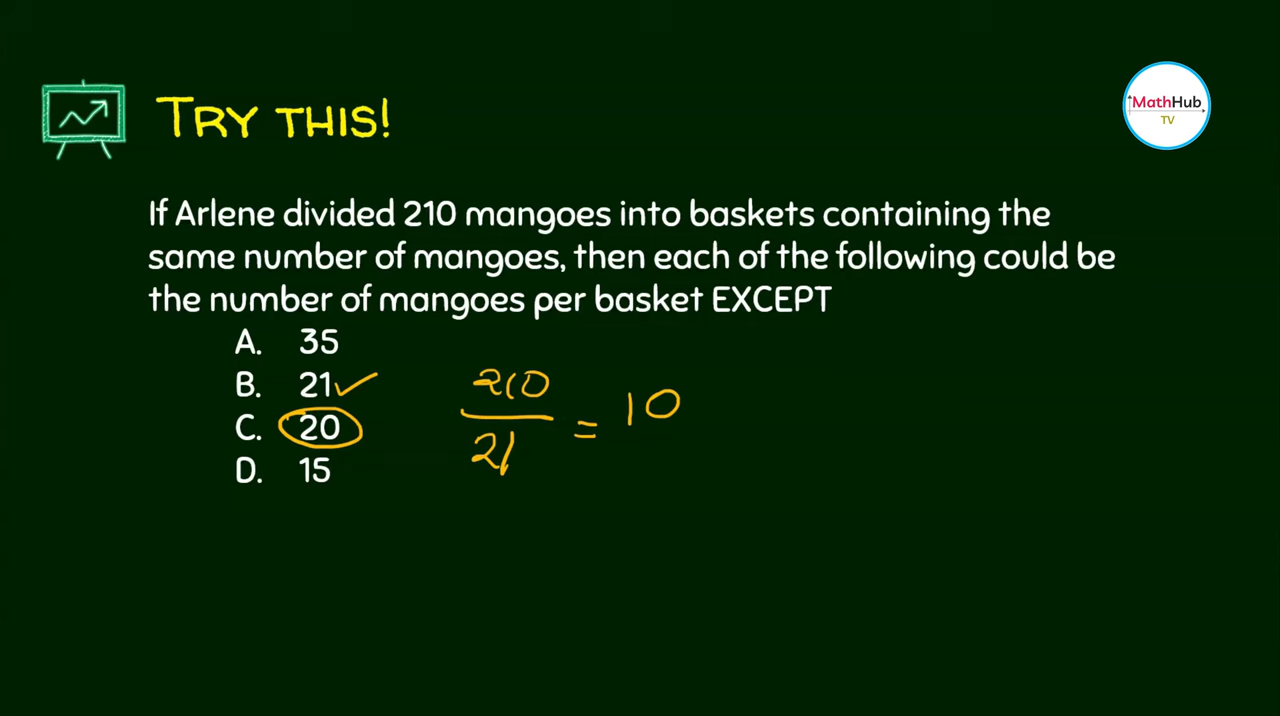 TRY THIS!
MathHub
TV
If Arlene divided 210 mangoes into baskets containing the
same number of mangoes, then each of the following could be
the number of mangoes per basket EXCEPT
A. 35
B. 21 ✓
C. 20
D. 15
210
21
= 10